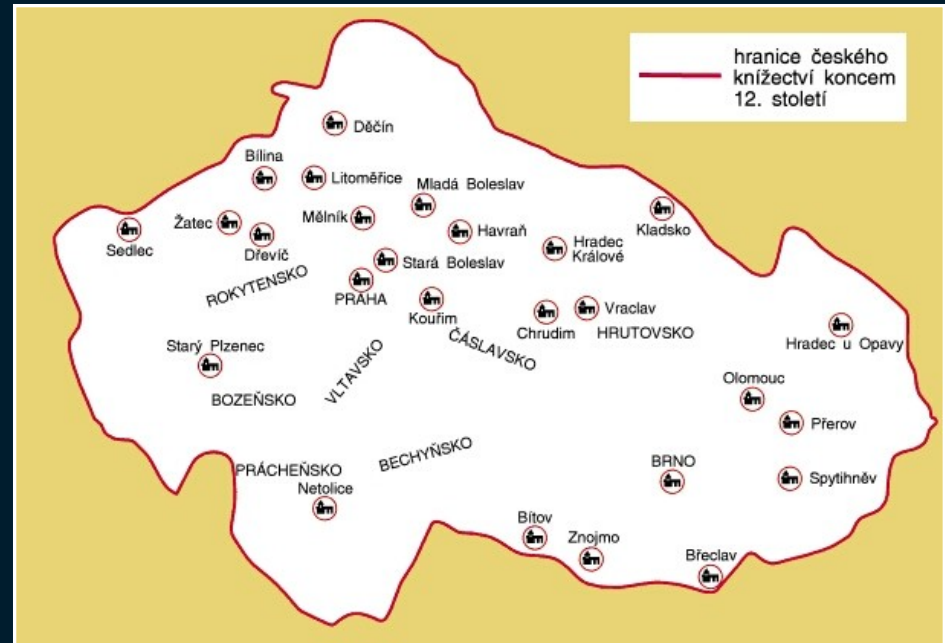 hranice českého
knížectví koncem
12. století
Děčín
Bílina
Litoměřice
Mladá Boleslav
Kladsko
Sedlec
Žatec
Dřevíč
Mělník
Havraň
Hradec
Králové
Stará Boleslav
ROKYTENSKO
PRAHA
Kouřim
Chrudim
Vraclav
HRUTOVSKO
ČÁSLAVSKO
Hradec u Opavy
Starý Plzenec
VLTAVSKO
BOZEŇSKO
Olomouc
Přerov
BECHYŇSKO
PRÁCHEŇSKO
Netolice
BRNO
Spytihněv
Bítov
Znojmo
Břeclav